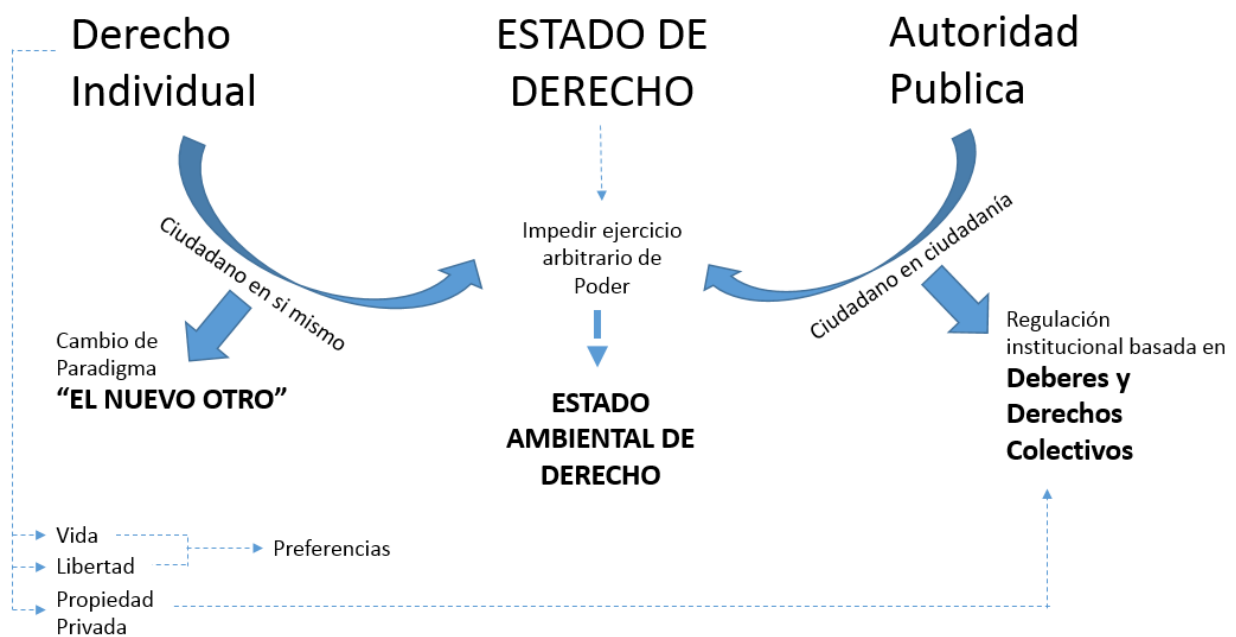 Derecho
Individual
ESTADO DE
DERECHO
Autoridad
Publica
Ciudadano en si mismo
Impedir ejercicio
arbitrario de
Poder
Ciudadano en ciudadanía
Cambio de
Paradigma
“EL NUEVO OTRO”
ESTADO
AMBIENTAL DE
DERECHO
Regulación
institucional basada en
Deberes y
Derechos
Colectivos
Vida
Libertad
Preferencias
Propiedad
Privada